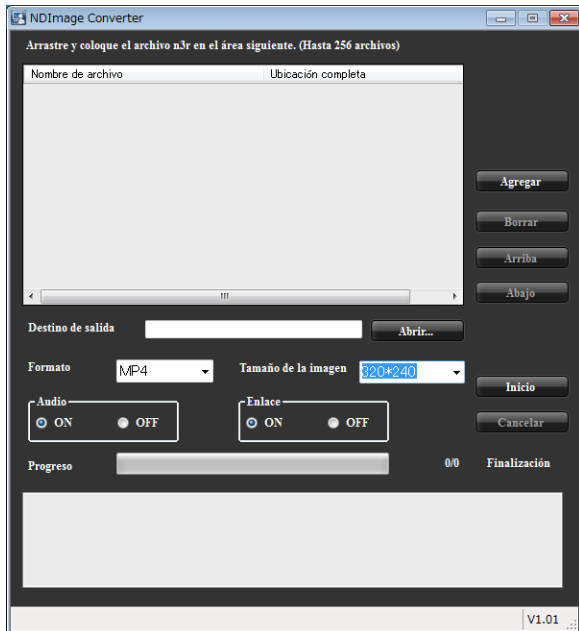 NDImage Converter
Arrastre y coloque el archivo n3r en el área siguiente. (Hasta 256 archivos)
Nombre de archivo Ubicación completa
Agregar
Borrar
Arriba
Abajo
Destino de salida Abrir...
Formato MP4 Tamaño de la imagen 320*240
Inicio
Audio Enlace
ON OFF ON OFF
Cancelar
Progreso 0/0 Finalización
V1.01